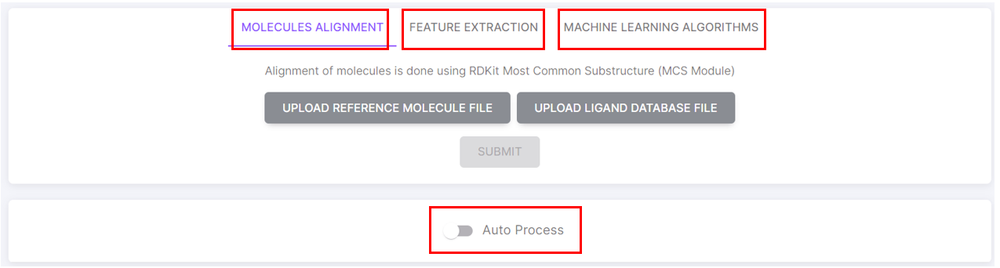 MOLECULES ALIGNMENT FEATURE EXTRACTION MACHINE LEARNING ALGORITHMS
Alignment of molecules is done using RDKit Most Common Substructure (MCS Module)
UPLOAD REFERENCE MOLECULE FILE UPLOAD LIGAND DATABASE FILE
SUBMIT
Auto Process